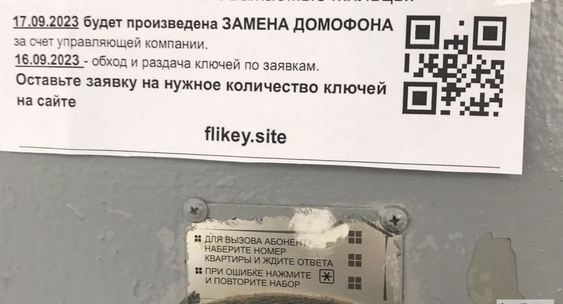 17.09.2023 будет произведена ЗАМЕНА ДОМОФОНА
за счет управляющей компании.
16.09.2023 - обход и раздача ключей по заявкам.
Оставьте заявку на нужное количество ключей
на сайте
flikey.site
ДЛЯ ВЫЗОВА АБОНЕНТ
НАБЕРИТЕ НОМЕР
КВАРТИРЫ И ЖДИТЕ ОТВЕТА
ПРИ ОШИБКЕ НАЖМИТЕ
И ПОВТОРИТЕ НАБОР